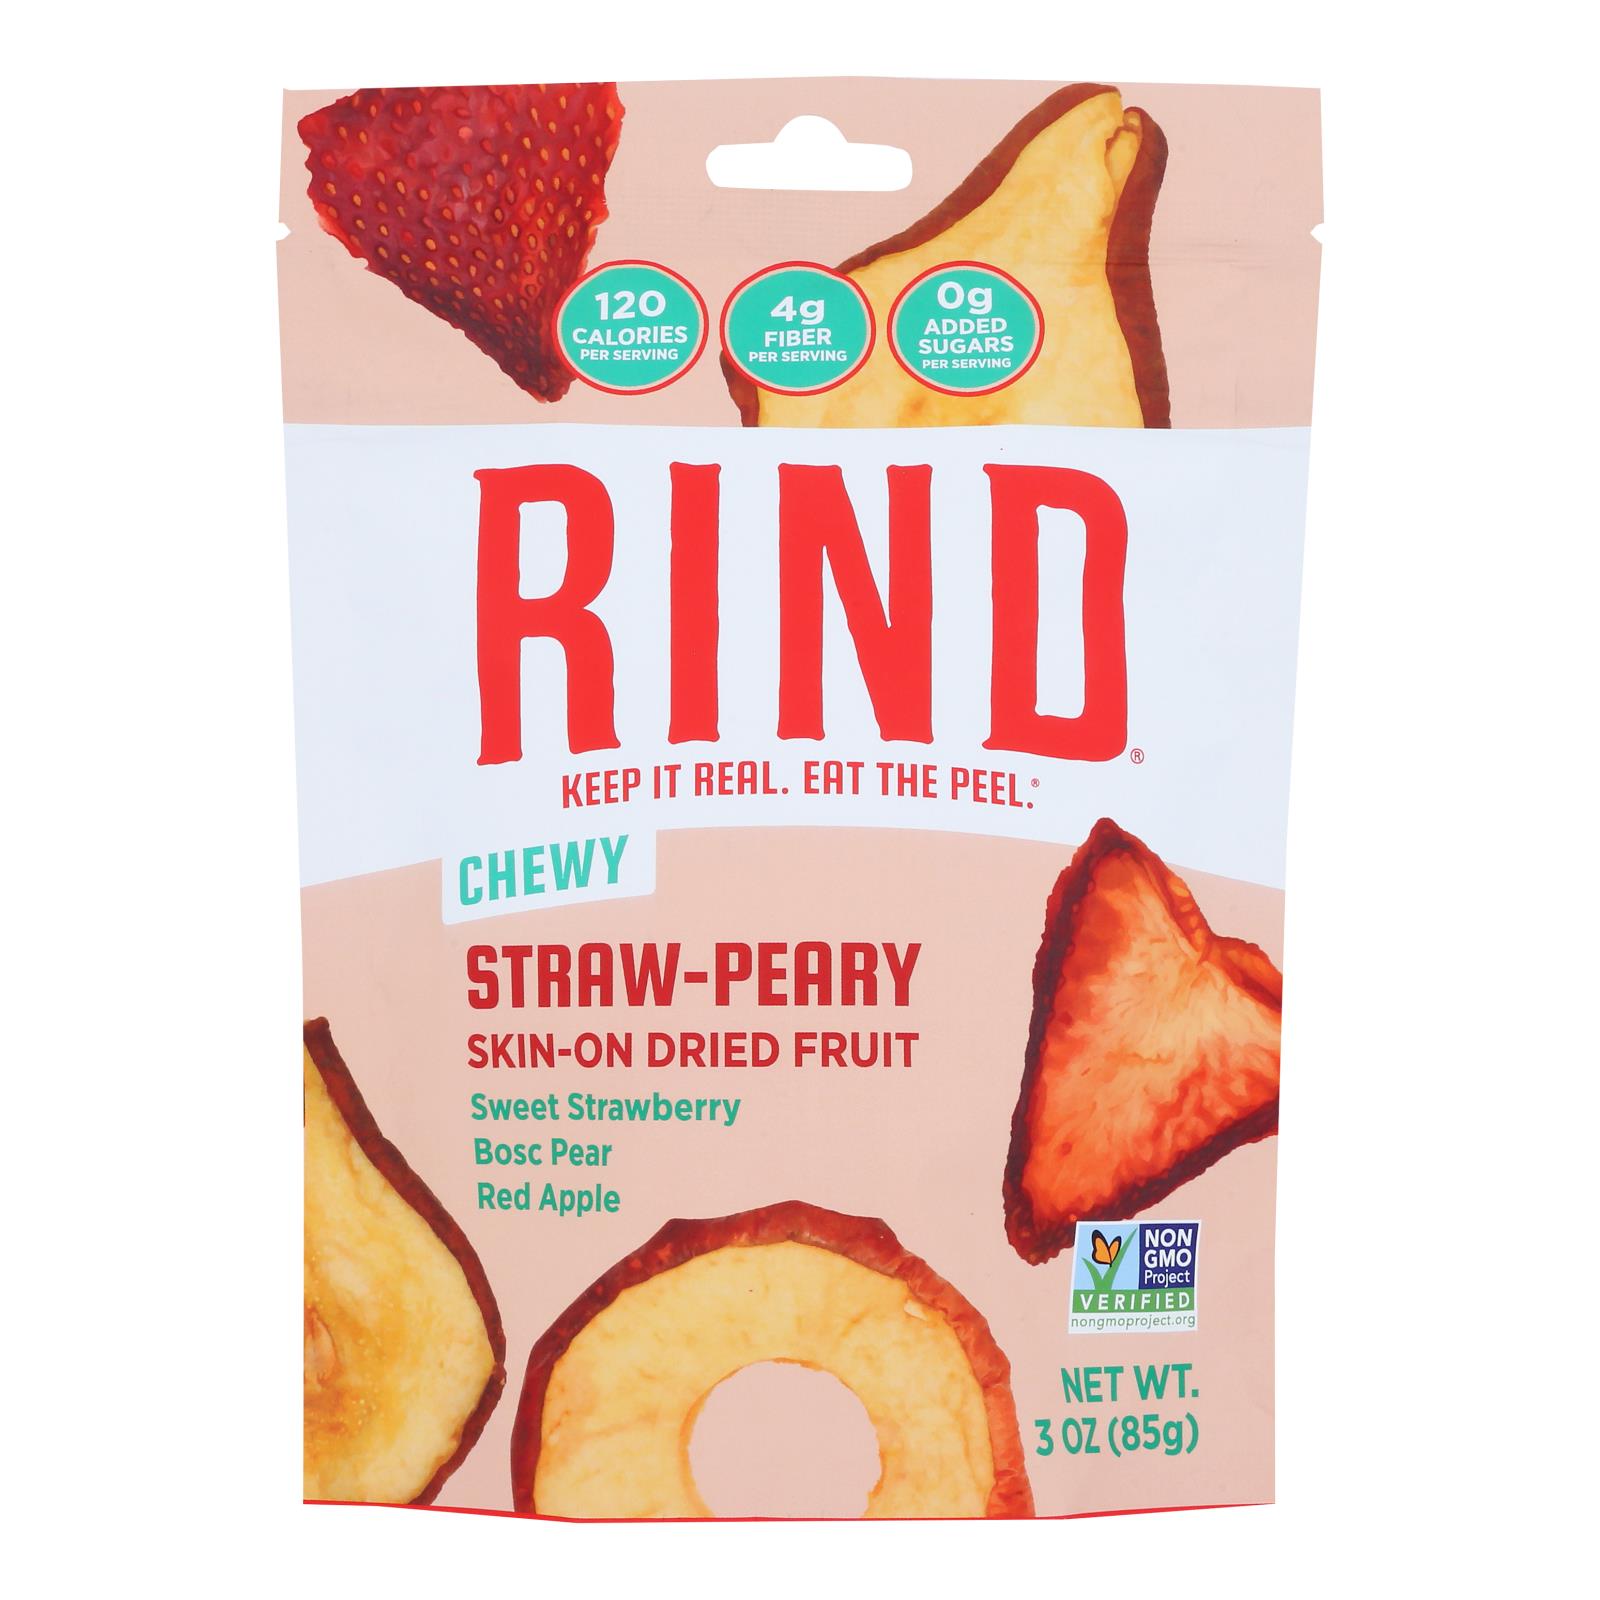 120
CALORIES
PER SERVING
4g
FIBER
PER SERVING
0g
ADDED
SUGARS
PER SERVING
RIND®
KEEP IT REAL. EAT THE PEEL.®
CHEWY
STRAW-PEARY
SKIN-ON DRIED FRUIT
Sweet Strawberry
Bosc Pear
Red Apple
NON
GMO
Project
VERIFIED
nongmoproject.org
NET WT.
3 OZ (85g)